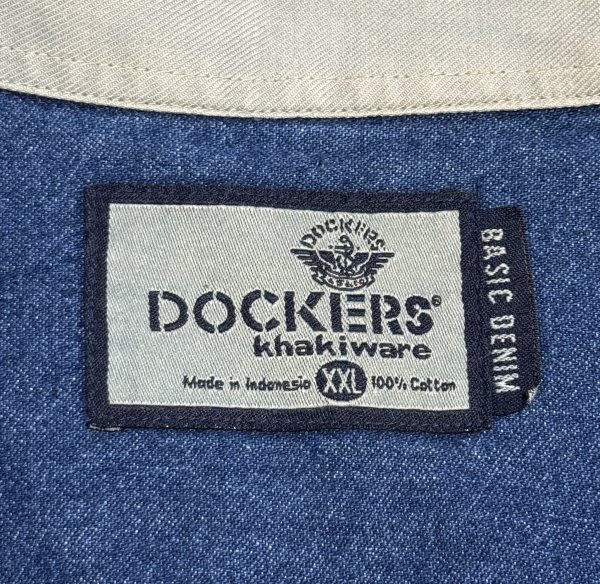 DOCKERS
DOCKERS®
khakiware
Made in Indonesia XXL 100% Cotton
BASIC DENIM